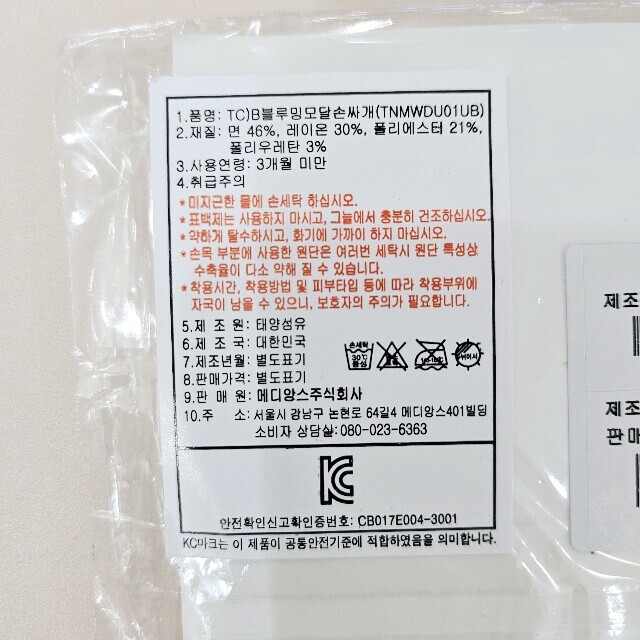 1.품명: TC)B블루밍모달손싸개(TNMWDU01UB)
2.재질: 면 46%, 레이온 30%, 폴리에스터 21%,
폴리우레탄 3%
3.사용연령: 3개월 미만
4.취급주의
*미지근한 물에 손세탁 하십시오.
*표백제는 사용하지 마시고, 그늘에서 충분히 건조하십시오.
*약하게 탈수하시고, 화기에 가까이 하지 마십시오.
*손목 부분에 사용한 원단은 여러번 세탁시 원단 특성상
수축율이 다소 약해 질 수 있습니다.
*착용시간, 착용방법 및 피부타입 등에 따라 착용부위에
자국이 남을 수 있으니, 보호자의 주의가 필요합니다.
5.제 조 원: 태양섬유
6.제 조 국: 대한민국
7.제조년월: 별도표기
8.판매가격: 별도표기
손세탁 30℃ 중성
9.판 매 원: 메디앙스주식회사
10.주 소: 서울시 강남구 논현로 64길4 메디앙스401빌딩
소비자 상담실: 080-023-6363
KC
안전확인신고확인증번호: CB017E004-3001
KC마크는 이 제품이 공통안전기준에 적합하였음을 의미합니다.
제조
제조
판매